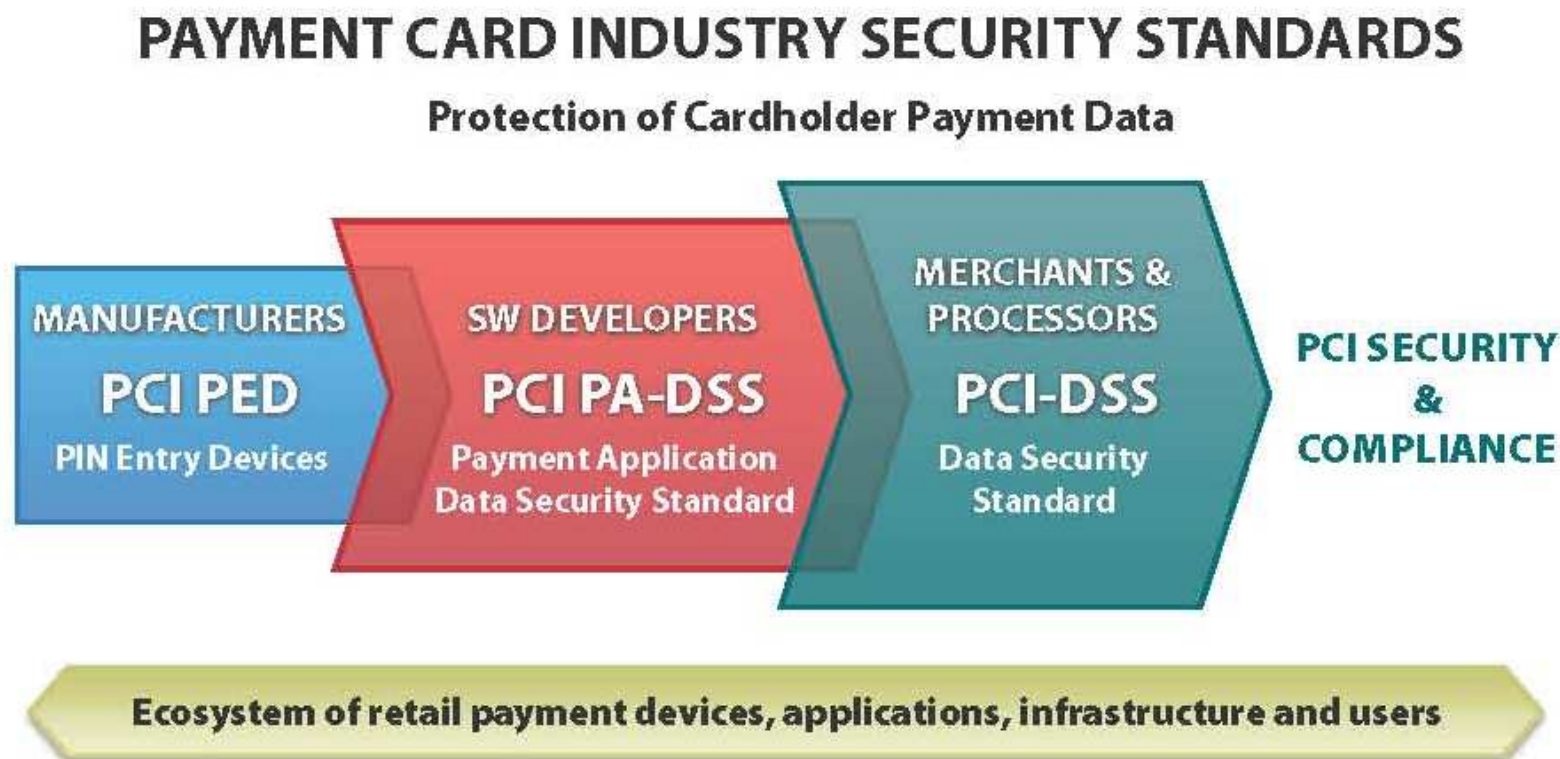 PAYMENT CARD INDUSTRY SECURITY STANDARDS
Protection of Cardholder Payment Data
MANUFACTURERS
PCI PED
PIN Entry Devices
SW DEVELOPERS
PCI PA-DSS
Payment Application
Data Security Standard
MERCHANTS &
PROCESSORS
PCI-DSS
Data Security
Standard
PCI SECURITY
&
COMPLIANCE
Ecosystem of retail payment devices, applications, infrastructure and users